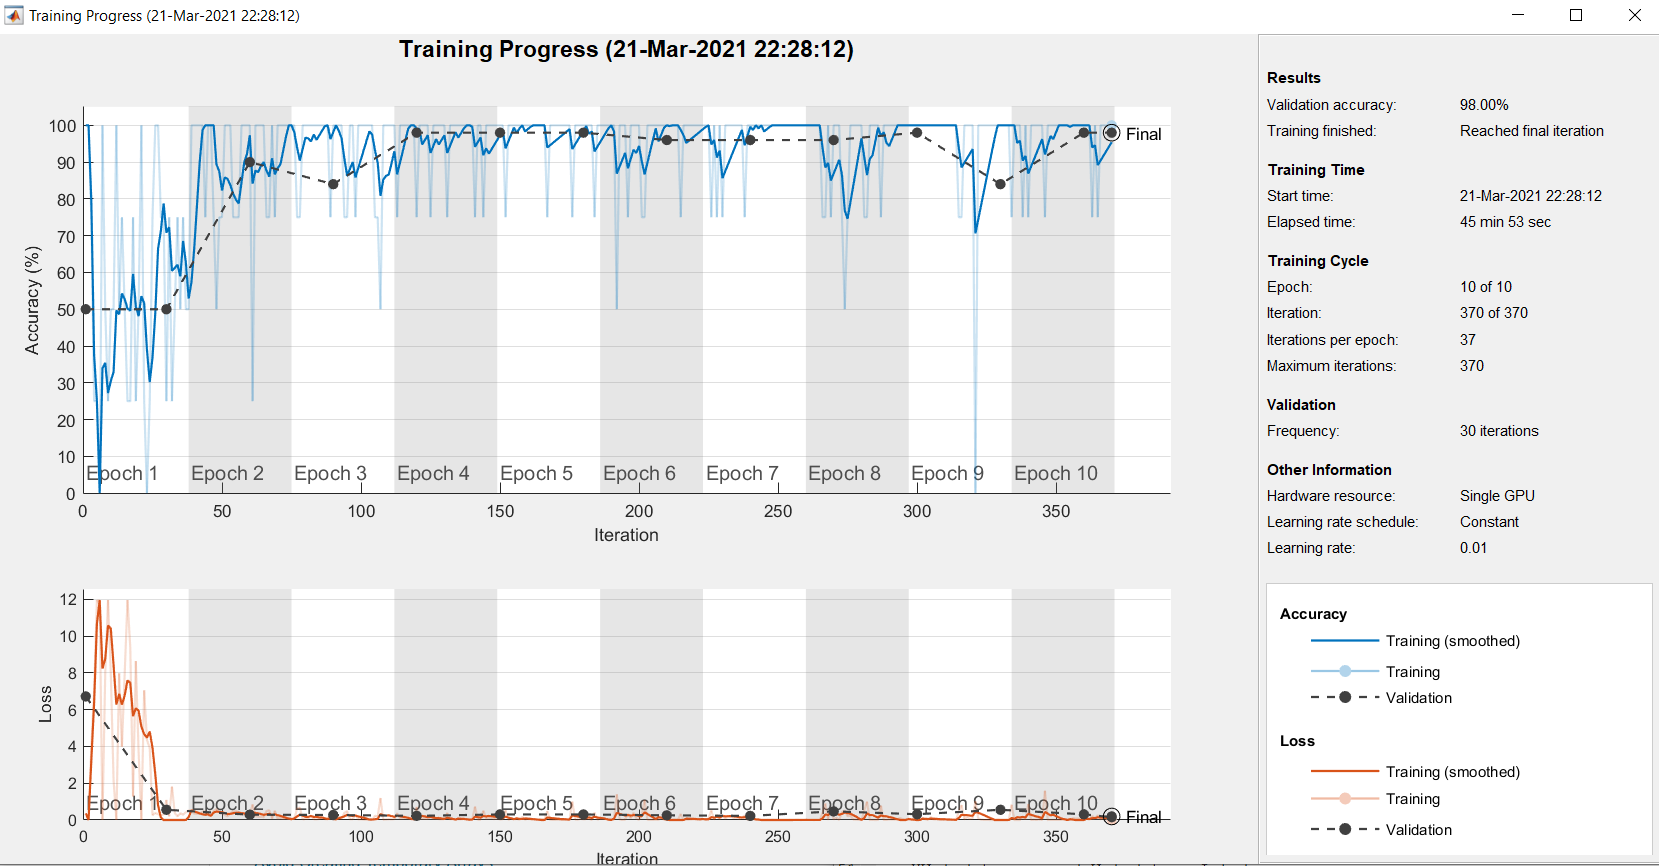 Training Progress (21-Mar-2021 22:28:12)
Training Progress (21-Mar-2021 22:28:12)
100
90
80
70
60
50
40
30
20
10
0
Accuracy (%)
Epoch 1 Epoch 2 Epoch 3 Epoch 4 Epoch 5 Epoch 6 Epoch 7 Epoch 8 Epoch 9 Epoch 10
Final
0 50 100 150 200 250 300 350
Iteration
12
10
8
6
4
2
0
Loss
Epoch 1 Epoch 2 Epoch 3 Epoch 4 Epoch 5 Epoch 6 Epoch 7 Epoch 8 Epoch 9 Epoch 10
Final
0 50 100 150 200 250 300 350
Iteration
Results
Validation accuracy: 98.00%
Training finished: Reached final iteration
Training Time
Start time: 21-Mar-2021 22:28:12
Elapsed time: 45 min 53 sec
Training Cycle
Epoch: 10 of 10
Iteration: 370 of 370
Iterations per epoch: 37
Maximum iterations: 370
Validation
Frequency: 30 iterations
Other Information
Hardware resource: Single GPU
Learning rate schedule: Constant
Learning rate: 0.01
Accuracy
Training (smoothed)
Training
Validation
Loss
Training (smoothed)
Training
Validation